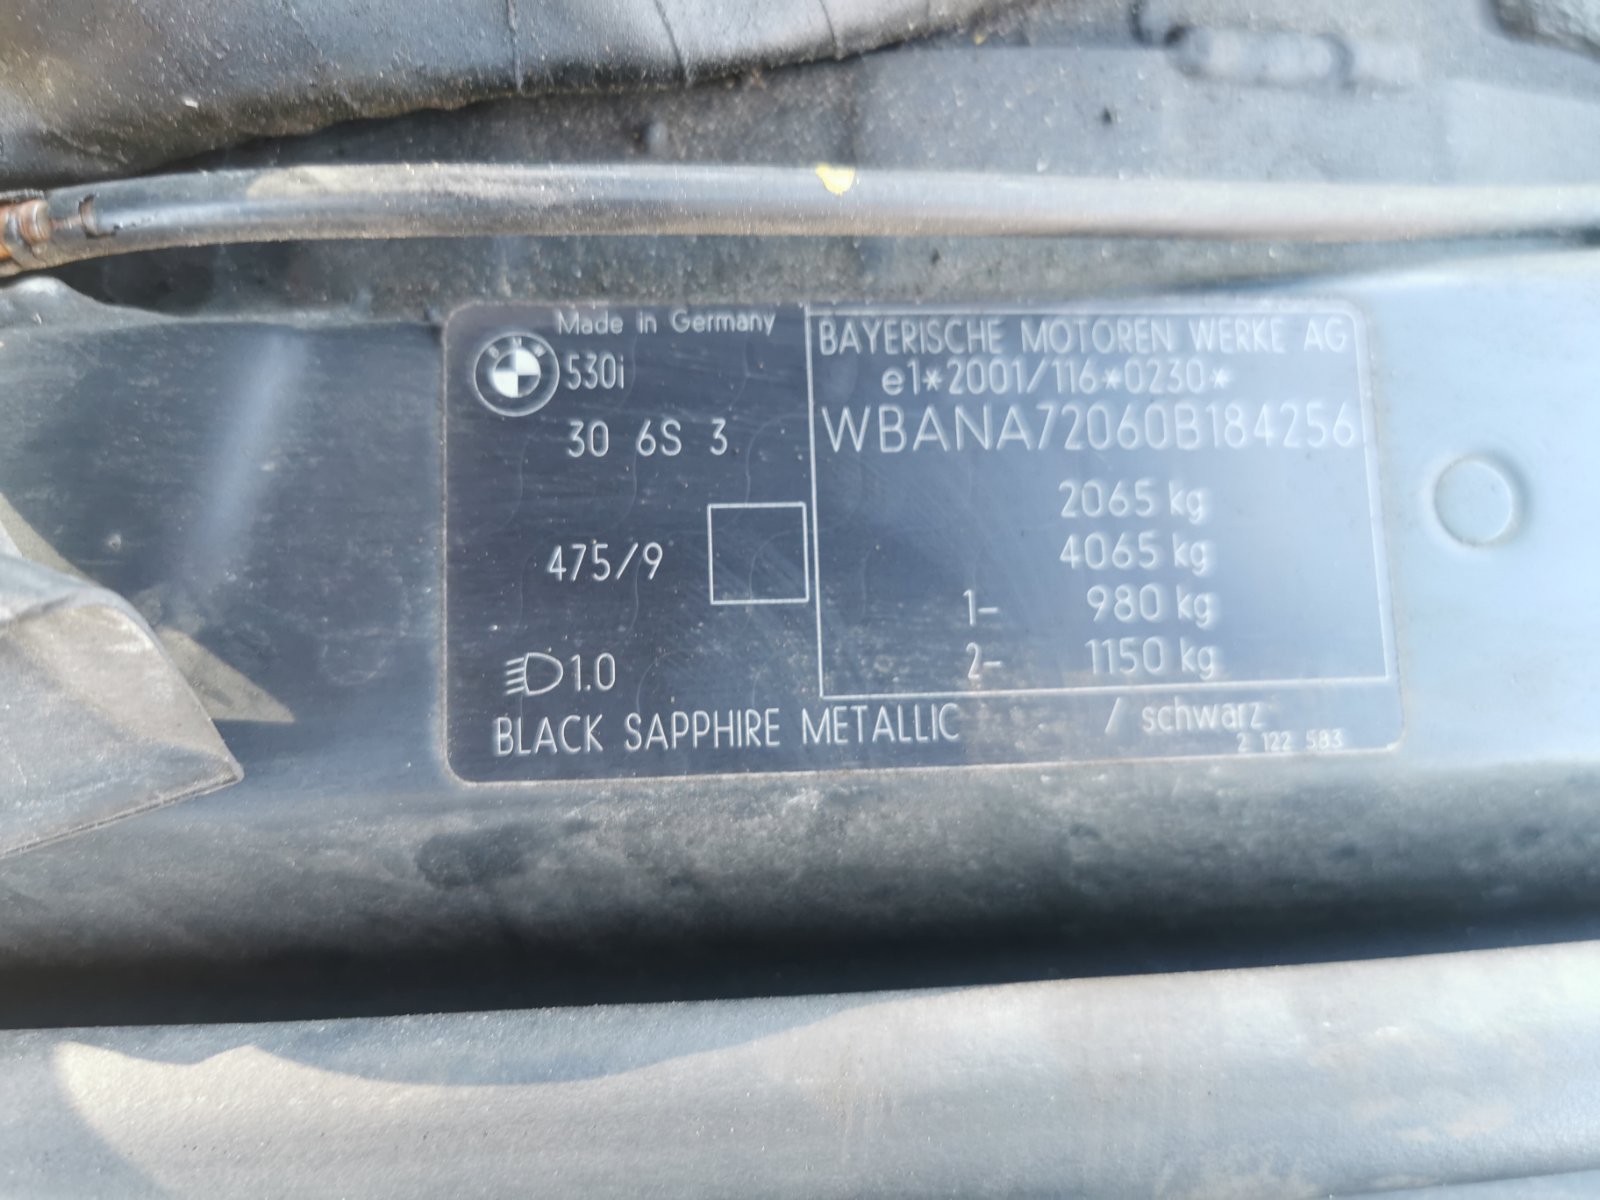 Made in Germany
BMW
530i
30 6S 3
475/9
1.0
BAYERISCHE MOTOREN WERKE AG
e1*2001/116*0230*
WBANA72060B184256
2065 kg
4065 kg
1- 980 kg
2- 1150 kg
BLACK SAPPHIRE METALLIC / schwarz
2 122 583